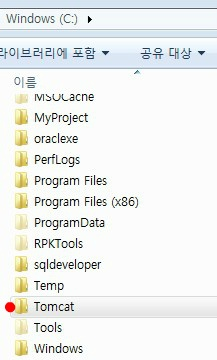 Windows (C:) ▸
라이브러리에 포함 ▾ 공유 대상 ▾
이름
MSOCache
MyProject
oraclexe
PerfLogs
Program Files
Program Files (x86)
ProgramData
RPKTools
sqldeveloper
Temp
Tomcat
Tools
Windows